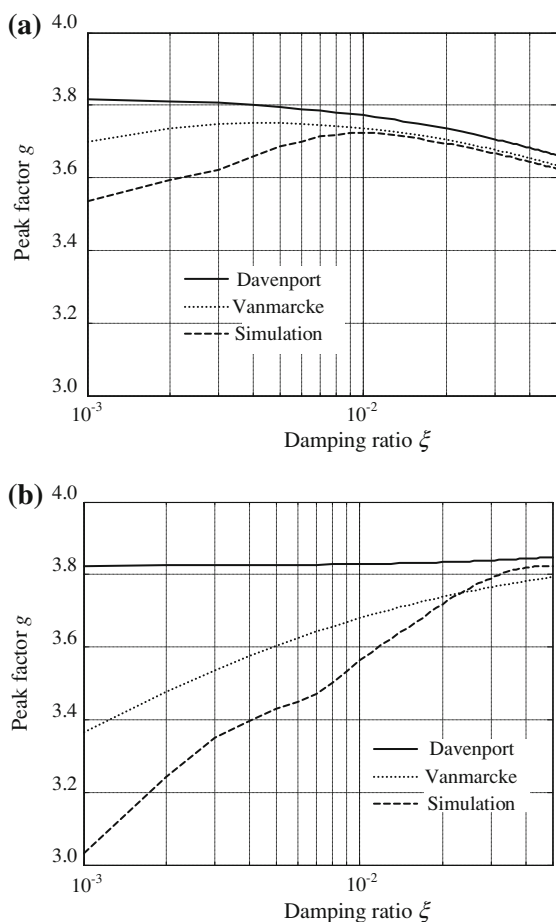 (a)
4.0
3.8
3.6
3.4
3.2
3.0
Peak factor g
Davenport
Vanmarcke
Simulation
10⁻³
10⁻²
Damping ratio ξ
(b)
4.0
3.8
3.6
3.4
3.2
3.0
Peak factor g
Davenport
Vanmarcke
Simulation
10⁻³
10⁻²
Damping ratio ξ